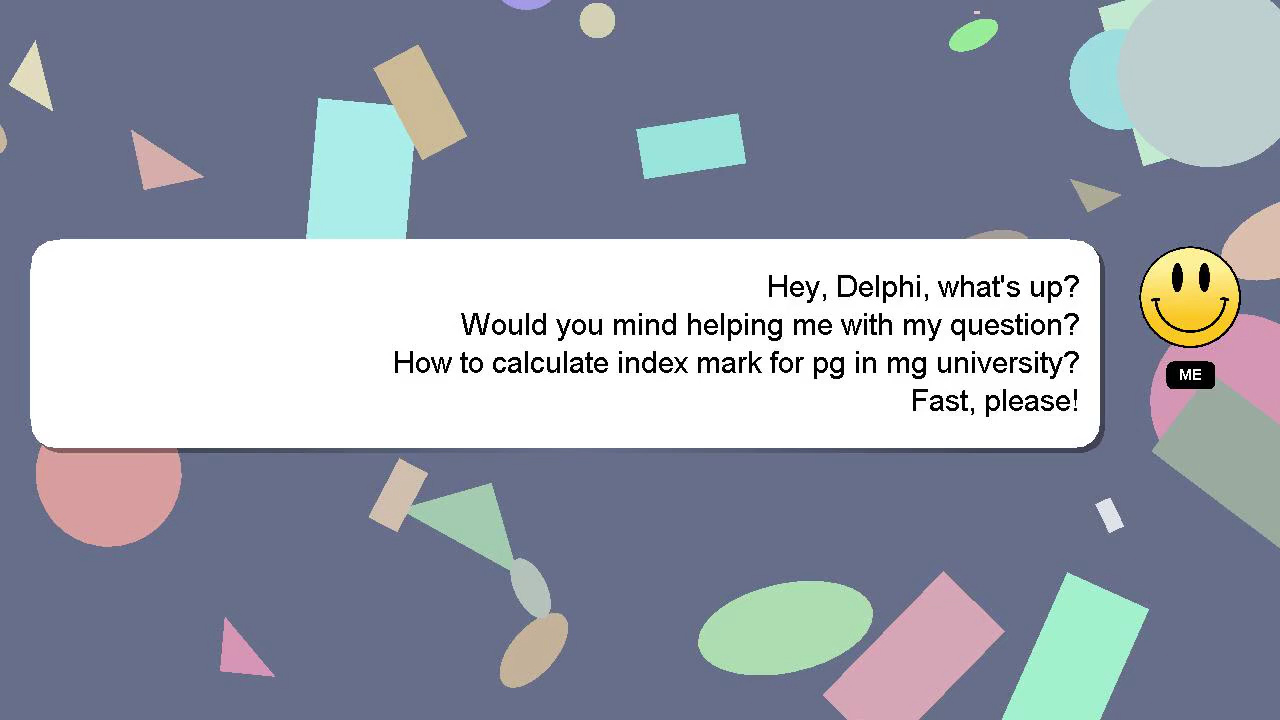 Hey, Delphi, what's up?
Would you mind helping me with my question?
How to calculate index mark for pg in mg university?
Fast, please!
ME